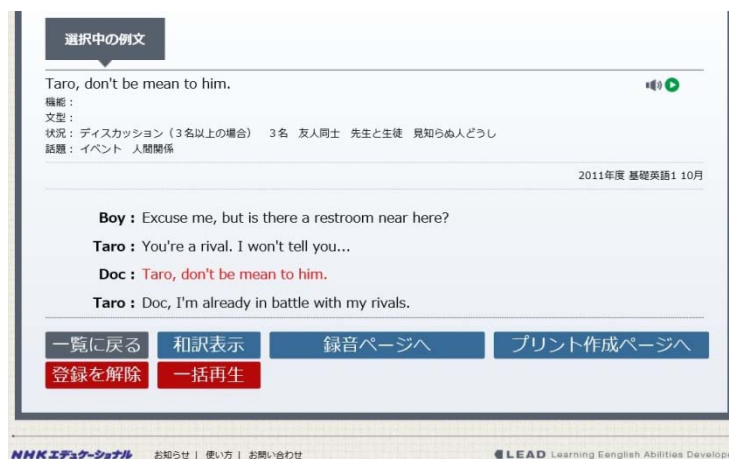 選択中の例文
Taro, don't be mean to him.
機能：
文型：
状況： ディスカッション（３名以上の場合） 3名 友人同士 先生と生徒 見知らぬ人どうし
話題： イベント 人間関係
2011年度 基礎英語1 10月
Boy : Excuse me, but is there a restroom near here?
Taro : You're a rival. I won't tell you...
Doc : Taro, don't be mean to him.
Taro : Doc, I'm already in battle with my rivals.
一覧に戻る 和訳表示 録音ページへ プリント作成ページへ
登録を解除 一括再生
NHKエデュケーショナル お知らせ | 使い方 | お問い合わせ LEAD Learning Eenglish Abilities Develope